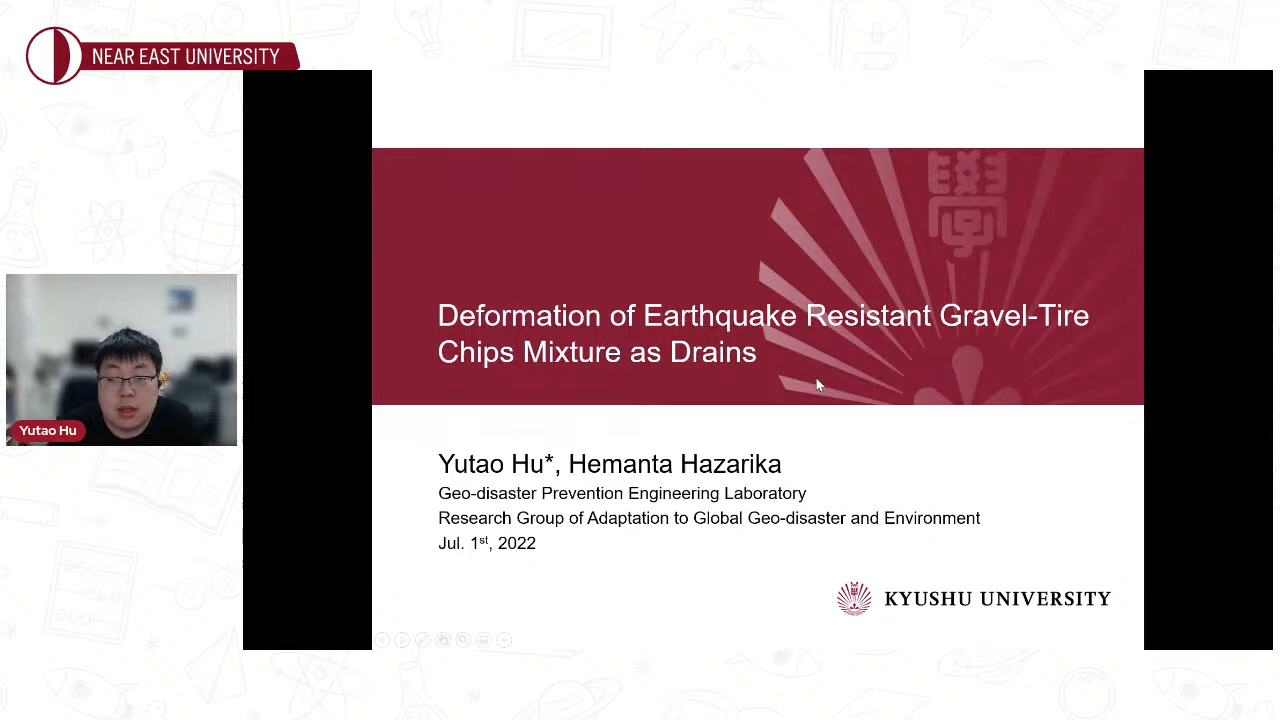 NEAR EAST UNIVERSITY
學
Deformation of Earthquake Resistant Gravel-Tire
Chips Mixture as Drains
Yutao Hu
Yutao Hu*, Hemanta Hazarika
Geo-disaster Prevention Engineering Laboratory
Research Group of Adaptation to Global Geo-disaster and Environment
Jul. 1st, 2022
KYUSHU UNIVERSITY